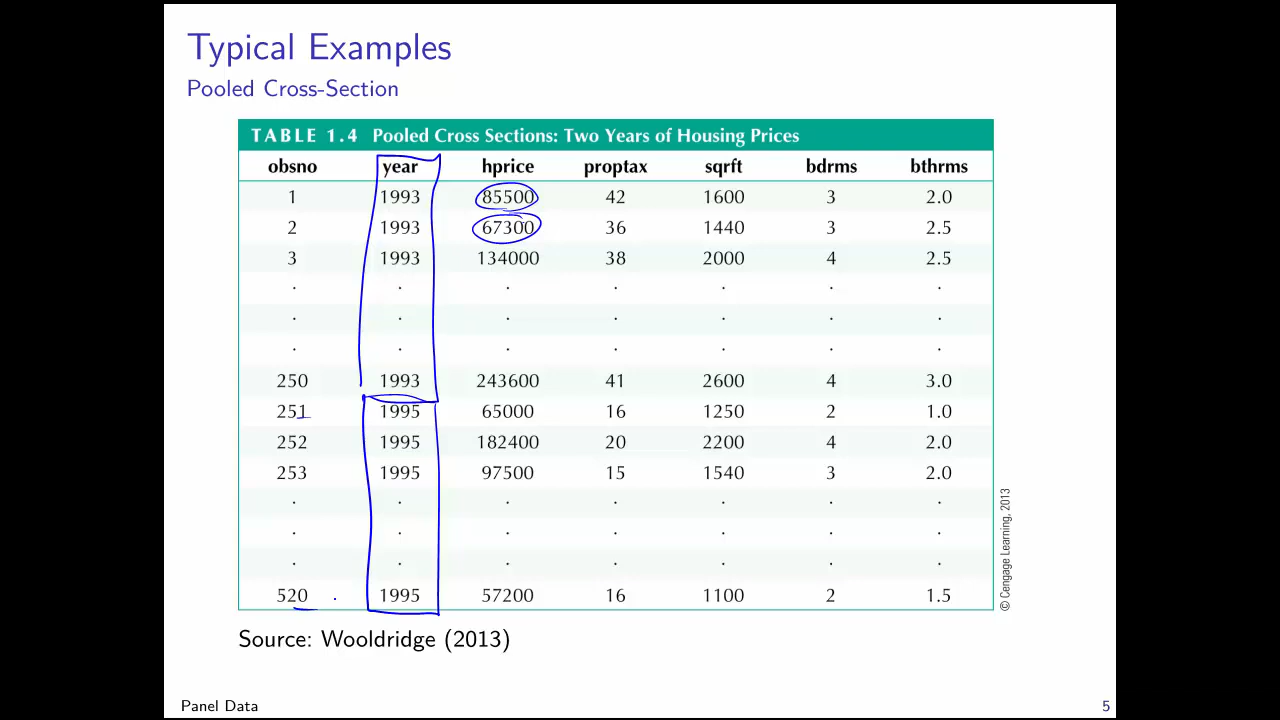 Typical Examples
Pooled Cross-Section
TABLE 1.4 Pooled Cross Sections: Two Years of Housing Prices
obsno year hprice proptax sqrft bdrms bthrms
1 1993 85500 42 1600 3 2.0
2 1993 67300 36 1440 3 2.5
3 1993 134000 38 2000 4 2.5
. . . . . . .
. . . . . . .
. . . . . . .
250 1993 243600 41 2600 4 3.0
251 1995 65000 16 1250 2 1.0
252 1995 182400 20 2200 4 2.0
253 1995 97500 15 1540 3 2.0
. . . . . . .
. . . . . . .
. . . . . . .
520 1995 57200 16 1100 2 1.5
© Cengage Learning, 2013
Source: Wooldridge (2013)
Panel Data 5